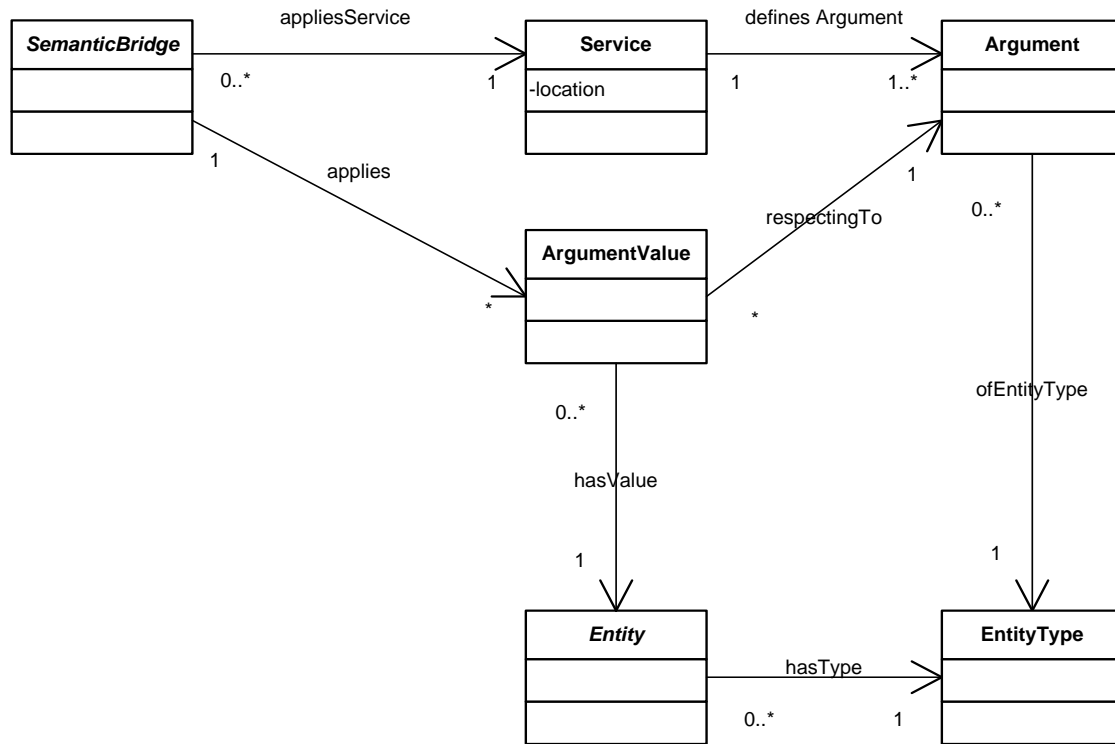 appliesService
defines Argument
SemanticBridge
Service
Argument
0..*
1
-location
1
1..*
1
applies
1
0..*
respectingTo
ArgumentValue
*
*
ofEntityType
0..*
hasValue
1
1
Entity
EntityType
hasType
0..*
1